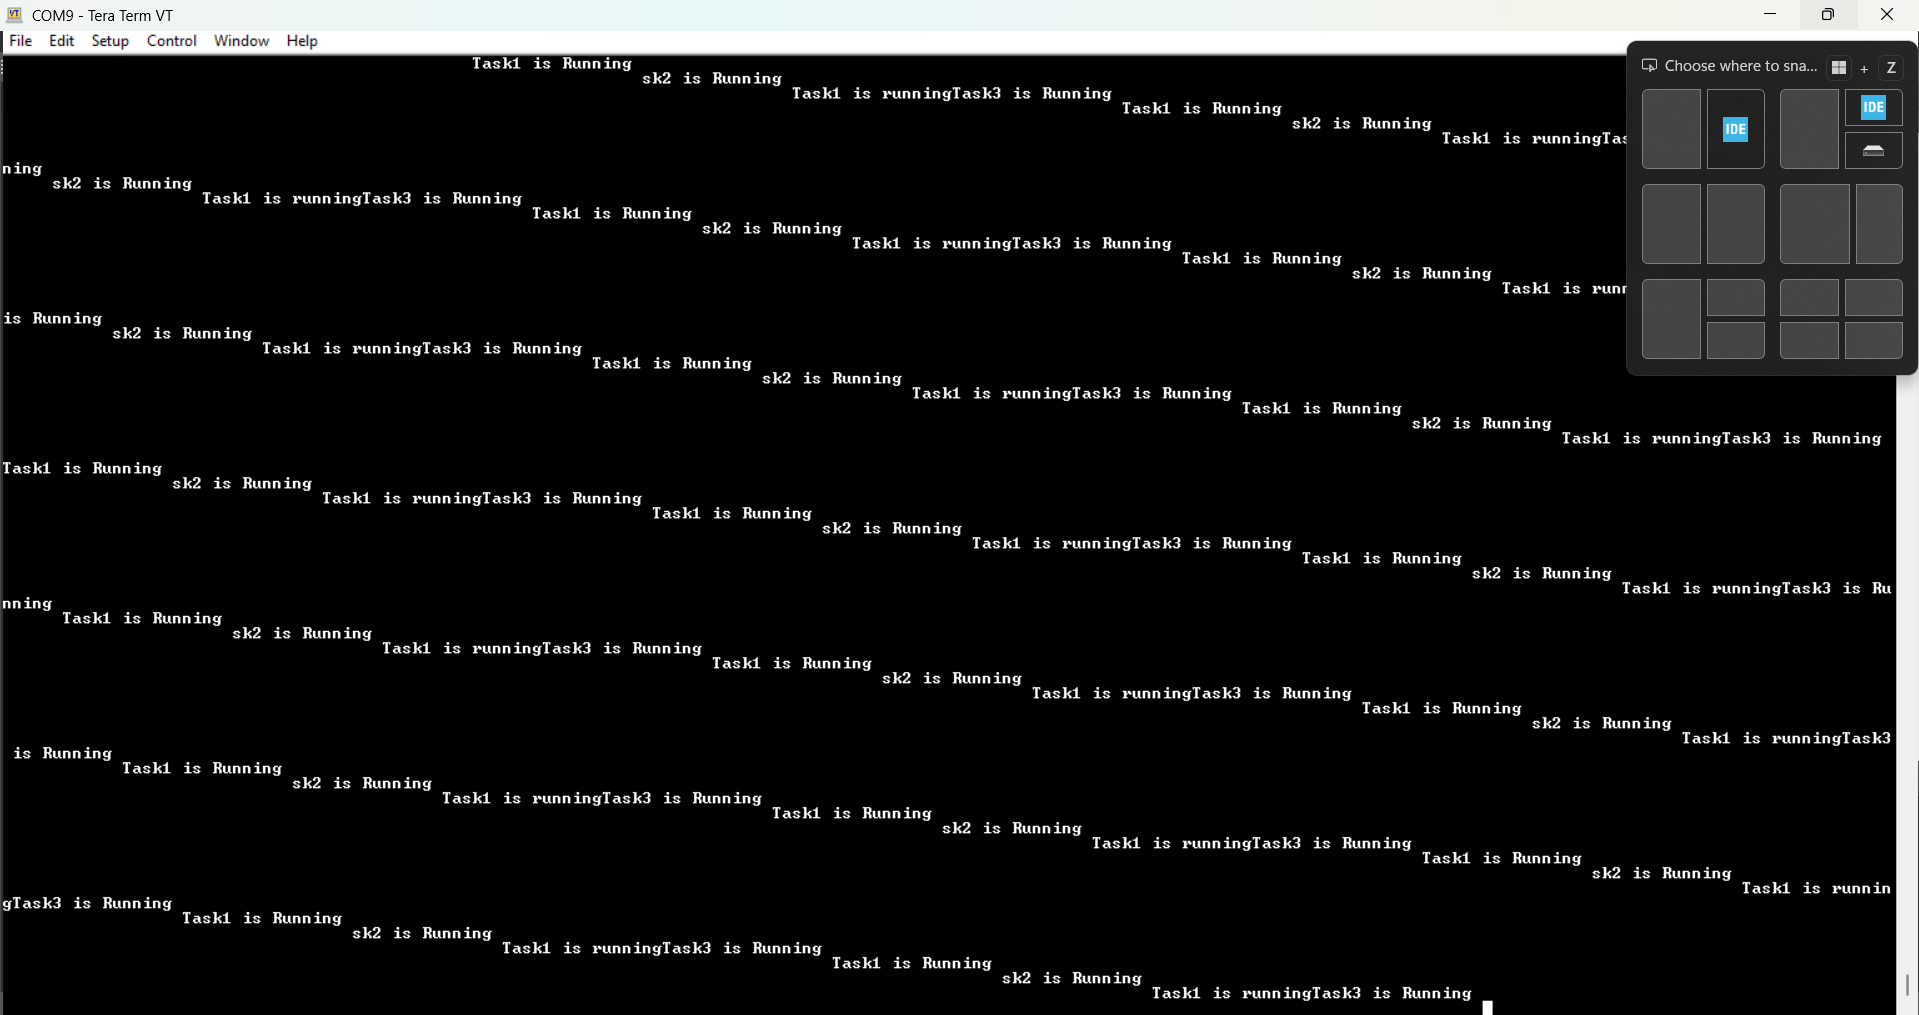 COM9 - Tera Term VT
File Edit Setup Control Window Help
Choose where to sna... + Z
IDE
IDE
Task1 is Running
sk2 is Running
Task1 is runningTask3 is Running
Task1 is Running
sk2 is Running
Task1 is runningTas
ning
sk2 is Running
Task1 is runningTask3 is Running
Task1 is Running
sk2 is Running
Task1 is runningTask3 is Running
Task1 is Running
sk2 is Running
Task1 is runn
is Running
sk2 is Running
Task1 is runningTask3 is Running
Task1 is Running
sk2 is Running
Task1 is runningTask3 is Running
Task1 is Running
sk2 is Running
Task1 is runningTask3 is Running
Task1 is Running
sk2 is Running
Task1 is runningTask3 is Running
Task1 is Running
sk2 is Running
Task1 is runningTask3 is Running
Task1 is Running
sk2 is Running
Task1 is runningTask3 is Ru
nning
Task1 is Running
sk2 is Running
Task1 is runningTask3 is Running
Task1 is Running
sk2 is Running
Task1 is runningTask3 is Running
Task1 is Running
sk2 is Running
Task1 is runningTask3
is Running
Task1 is Running
sk2 is Running
Task1 is runningTask3 is Running
Task1 is Running
sk2 is Running
Task1 is runningTask3 is Running
Task1 is Running
sk2 is Running
Task1 is runnin
gTask3 is Running
Task1 is Running
sk2 is Running
Task1 is runningTask3 is Running
Task1 is Running
sk2 is Running
Task1 is runningTask3 is Running